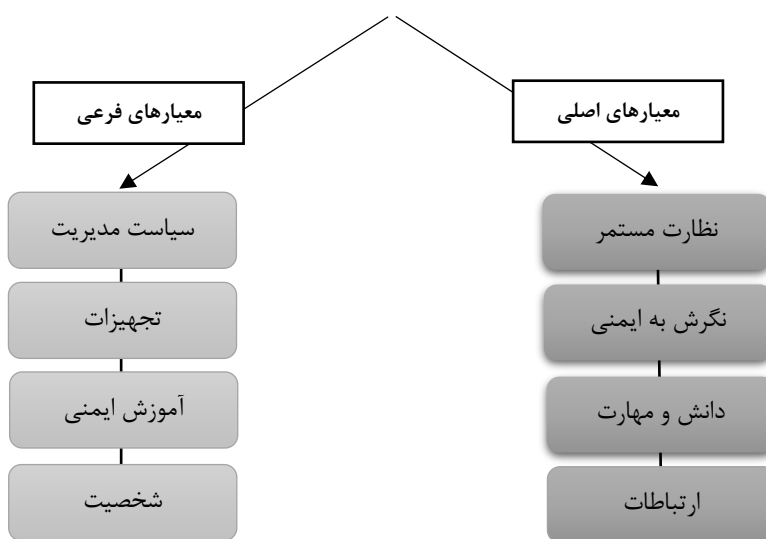 معیارهای اصلی
معیارهای فرعی
نظارت مستمر
سیاست مدیریت
نگرش به ایمنی
تجهیزات
دانش و مهارت
آموزش ایمنی
ارتباطات
شخصیت